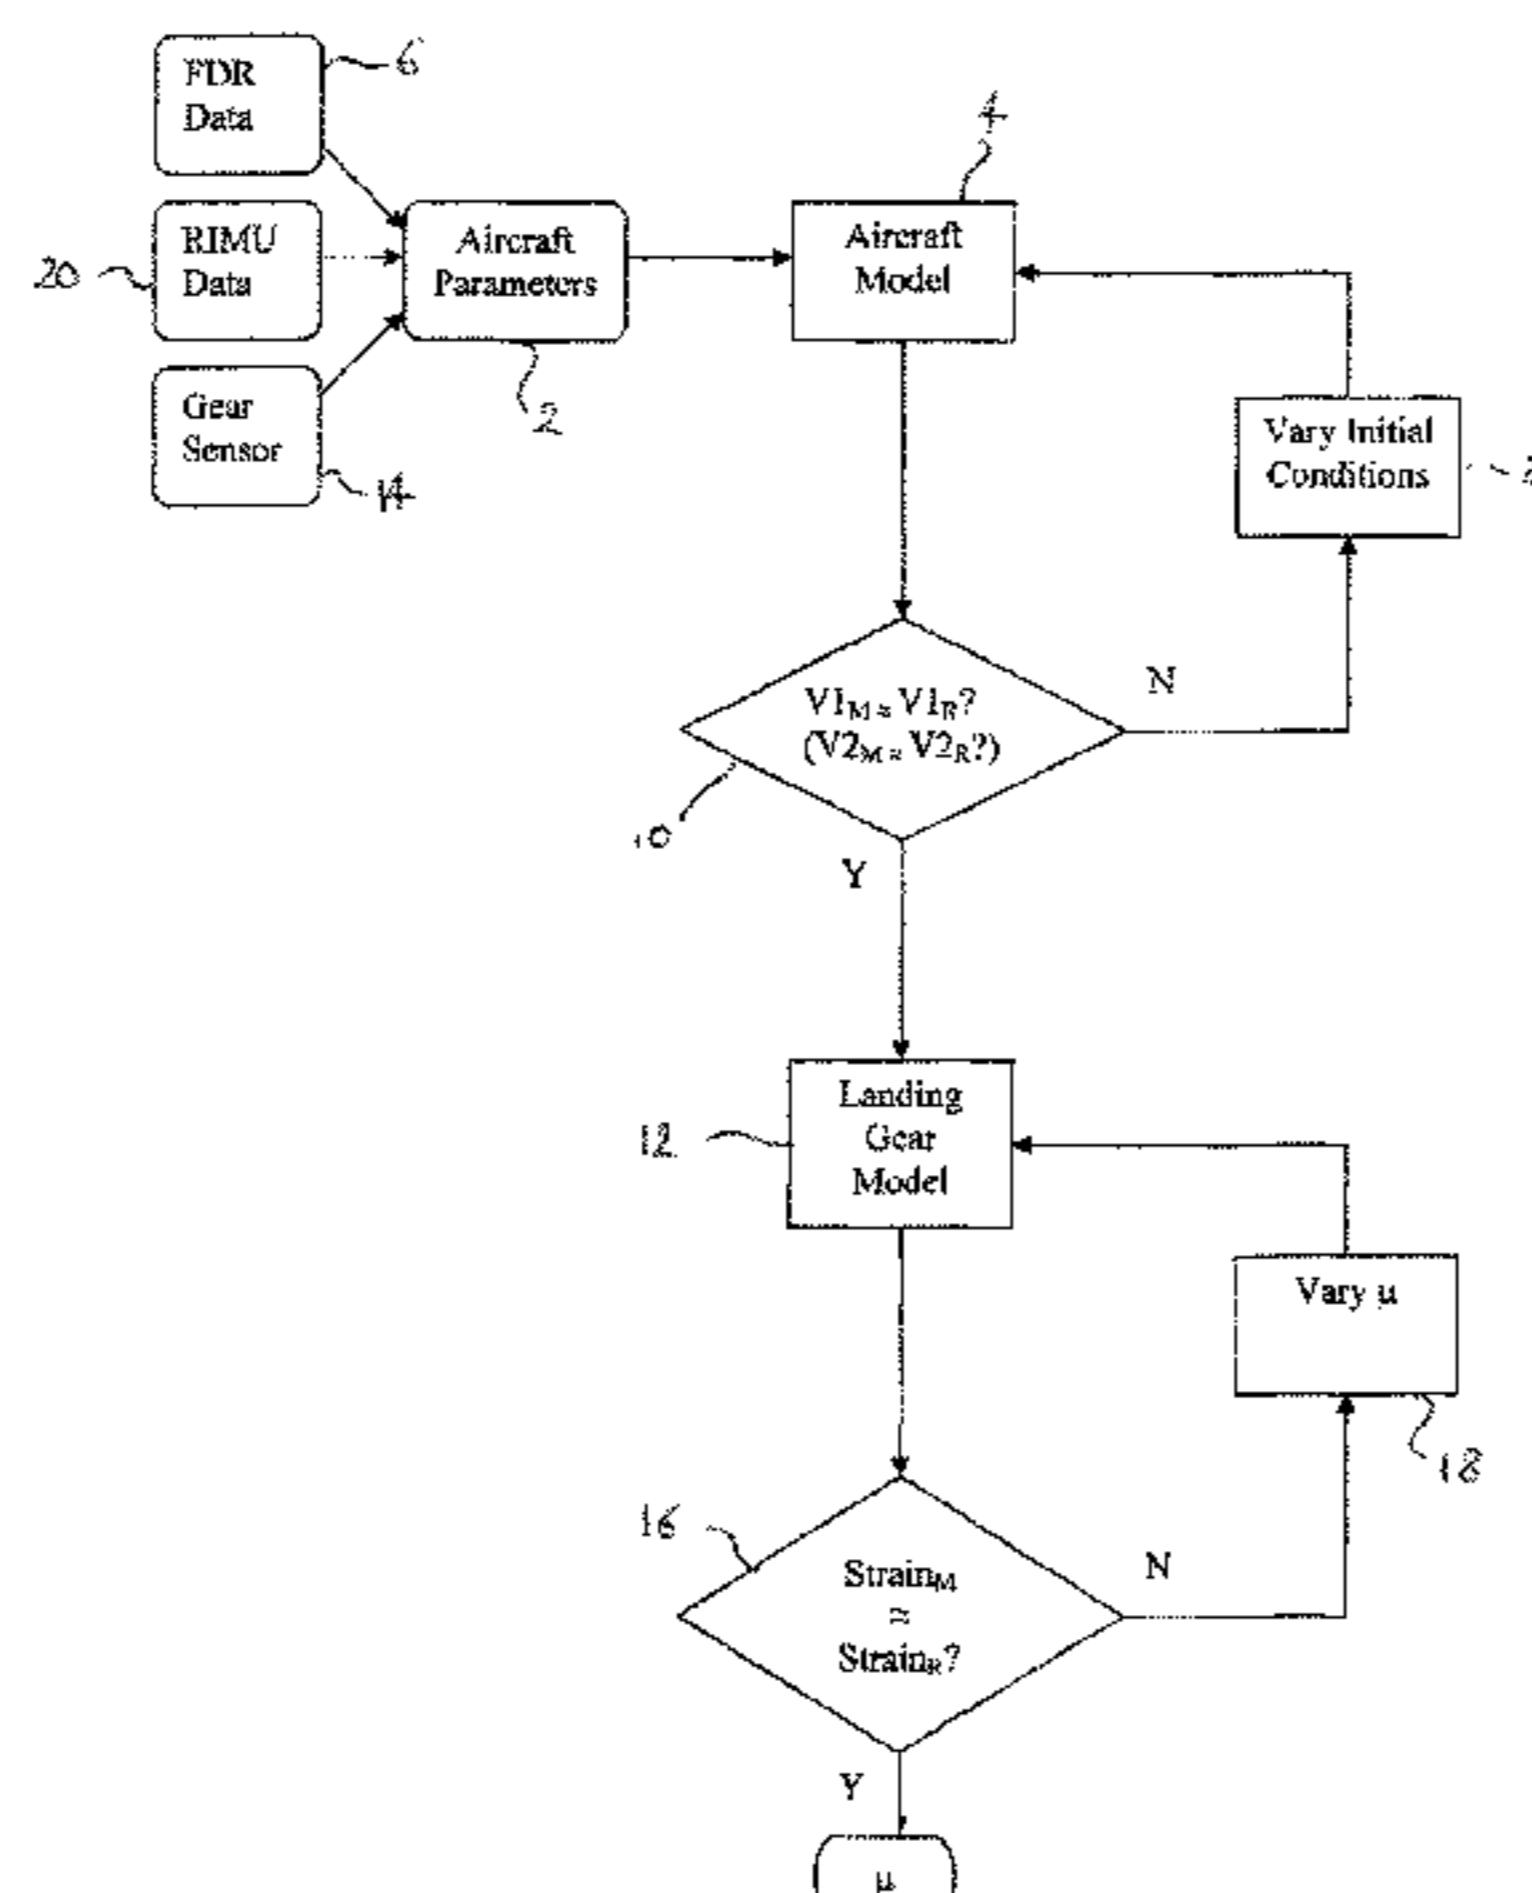 FDR
Data
6
RIMU
Data
20
Gear
Sensor
14
Aircraft
Parameters
2
4
Aircraft
Model
Vary Initial
Conditions
V1M ≈ V1R?
(V2M ≈ V2R?)
N
10
Y
Landing
Gear
Model
12
Vary μ
18
16
StrainM
≈
StrainR?
N
Y
μ